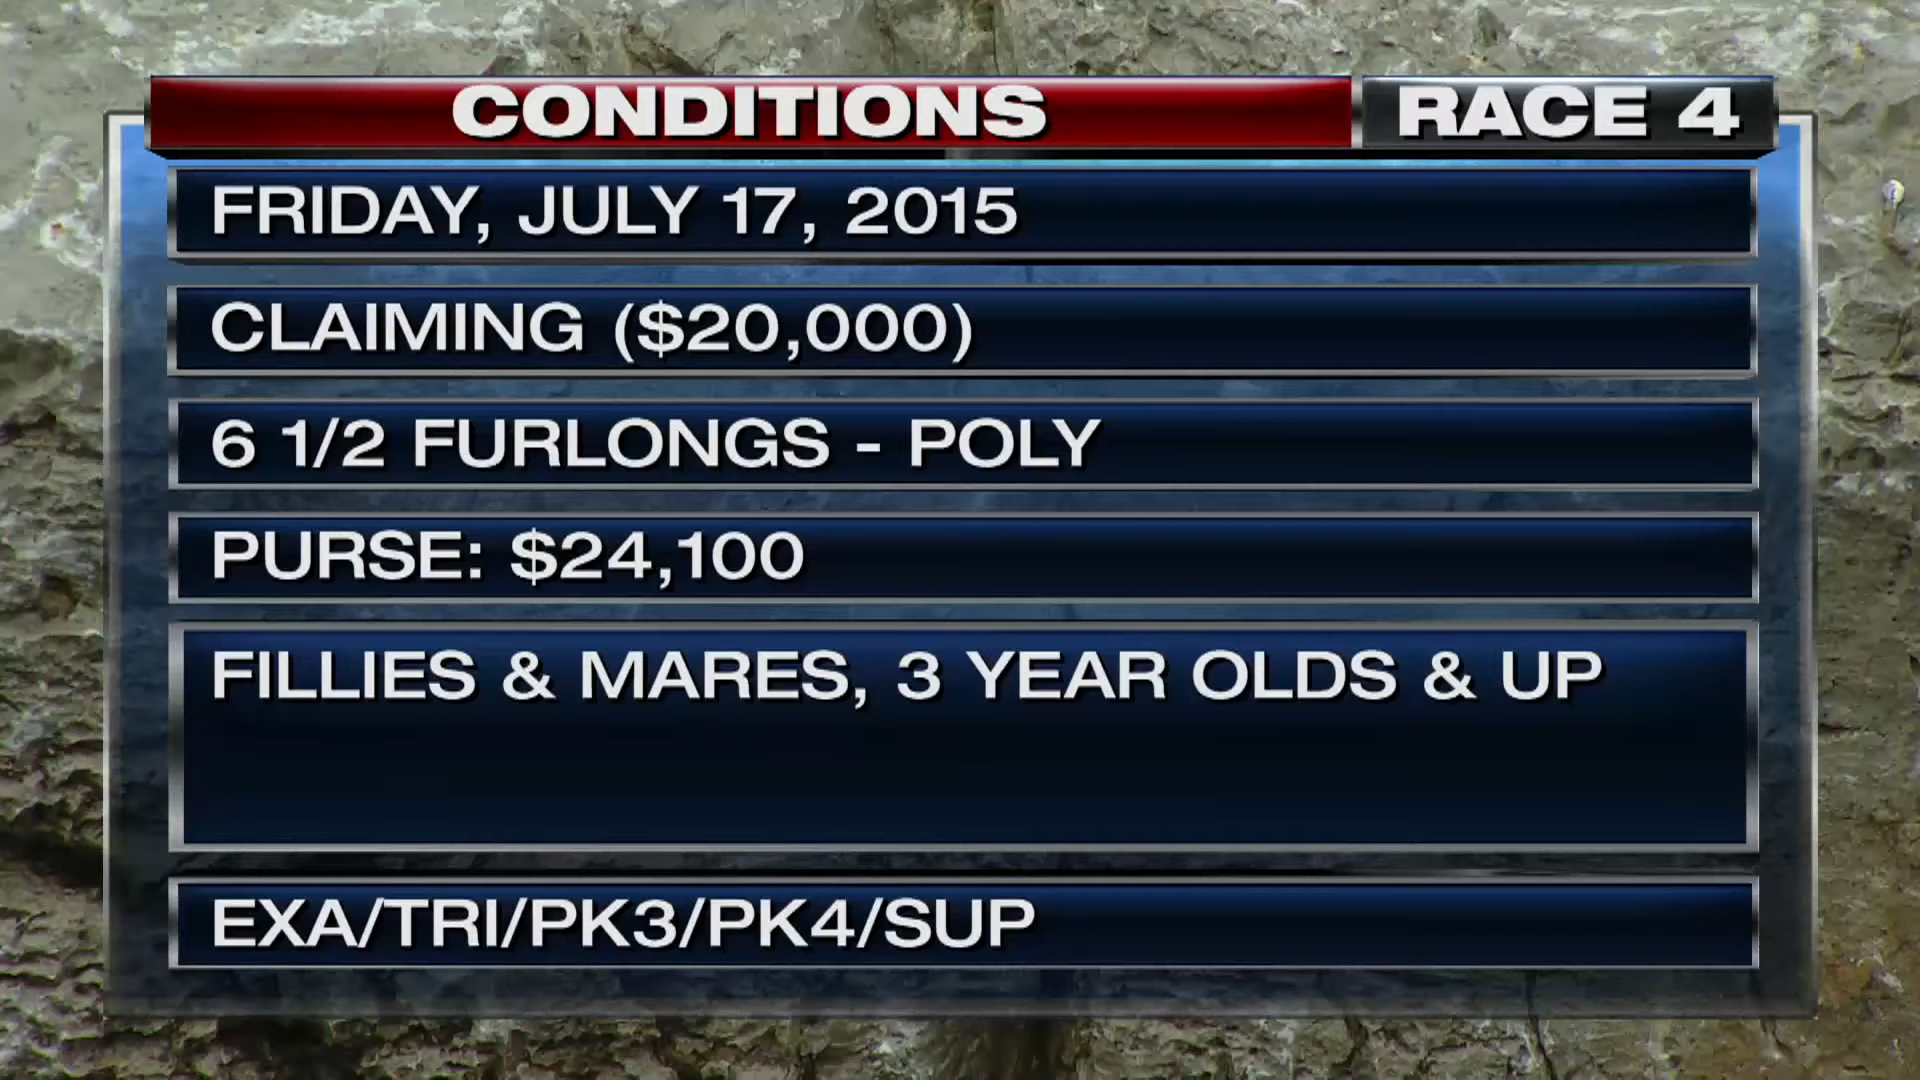 CONDITIONS
RACE 4
FRIDAY, JULY 17, 2015
CLAIMING ($20,000)
6 1/2 FURLONGS - POLY
PURSE: $24,100
FILLIES & MARES, 3 YEAR OLDS & UP
EXA/TRI/PK3/PK4/SUP